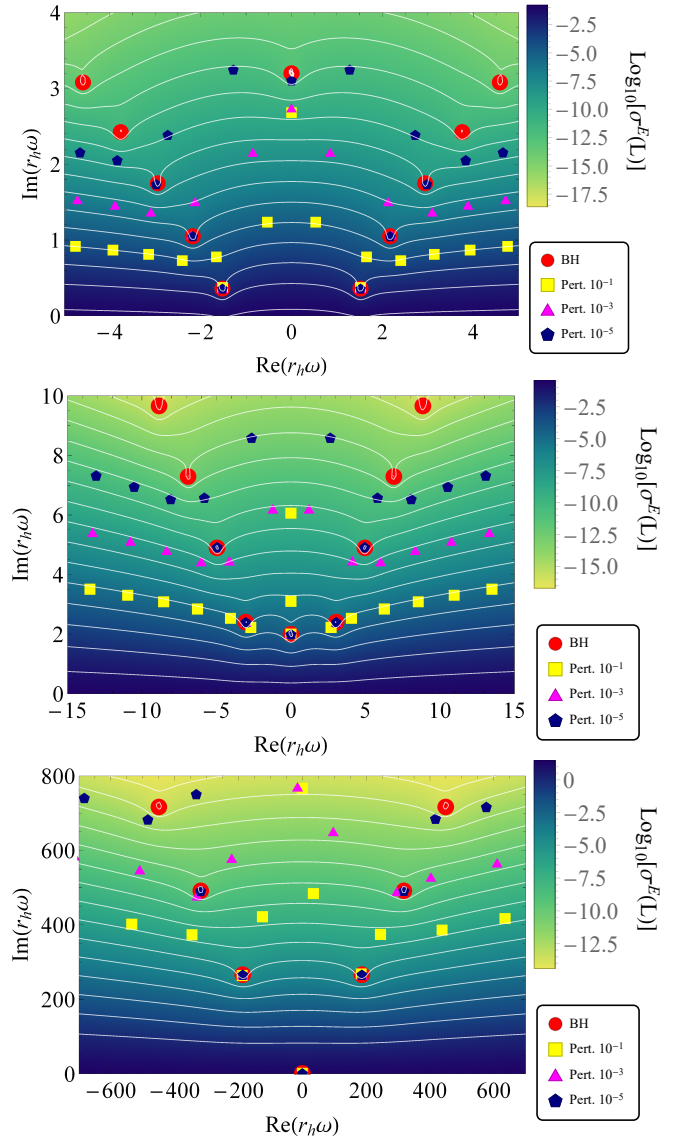 4
3
2
1
0
−4
−2
0
2
4
Im(r_hω)
Re(r_hω)
−2.5
−5.0
−7.5
−10.0
−12.5
−15.0
−17.5
Log₁₀[σᴱ(L)]
BH
Pert. 10⁻¹
Pert. 10⁻³
Pert. 10⁻⁵
10
8
6
4
2
0
−15
−10
−5
0
5
10
15
Im(r_hω)
Re(r_hω)
−2.5
−5.0
−7.5
−10.0
−12.5
−15.0
Log₁₀[σᴱ(L)]
BH
Pert. 10⁻¹
Pert. 10⁻³
Pert. 10⁻⁵
800
600
400
200
0
−600
−400
−200
0
200
400
600
Im(r_hω)
Re(r_hω)
0
−2.5
−5.0
−7.5
−10.0
−12.5
Log₁₀[σᴱ(L)]
BH
Pert. 10⁻¹
Pert. 10⁻³
Pert. 10⁻⁵